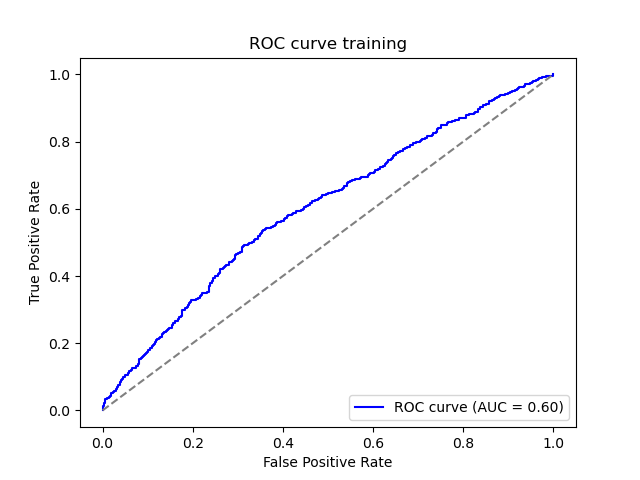 ROC curve training
True Positive Rate
1.0
0.8
0.6
0.4
0.2
0.0
0.0 0.2 0.4 0.6 0.8 1.0
False Positive Rate
ROC curve (AUC = 0.60)